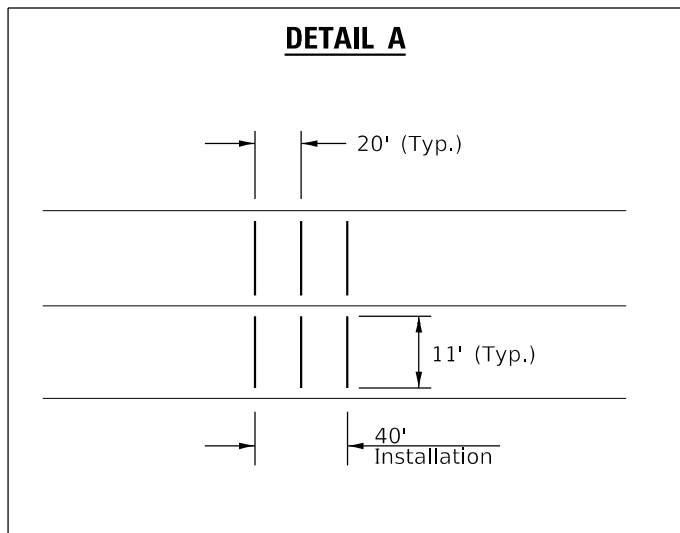 DETAIL A
20' (Typ.)
11' (Typ.)
40'
Installation